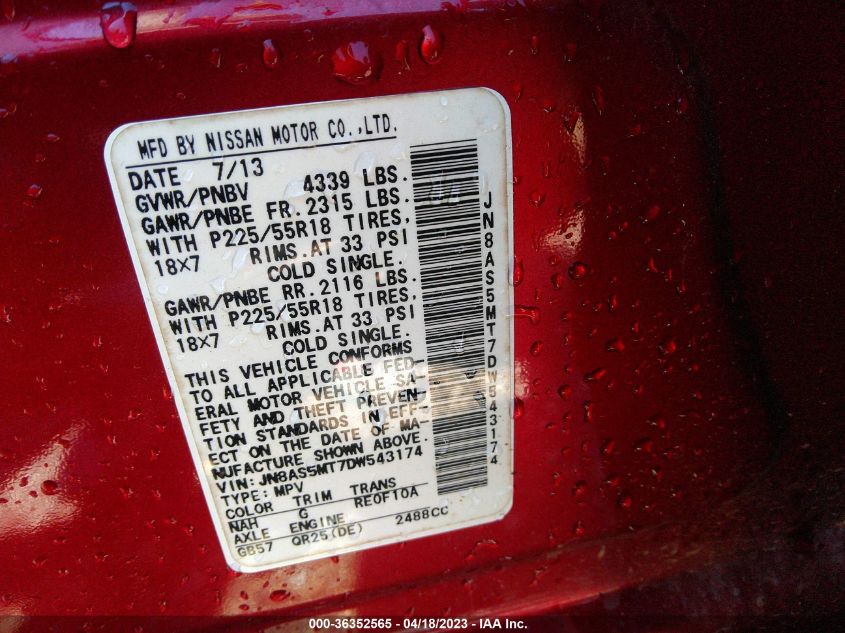 MFD BY NISSAN MOTOR CO.,LTD.
DATE 7/13
GVWR/PNBV 4339 LBS.
GAWR/PNBE FR.2315 LBS.
WITH P225/55R18 TIRES,
18X7 RIMS.AT 33 PSI
COLD SINGLE.
GAWR/PNBE RR.2116 LBS.
WITH P225/55R18 TIRES,
18X7 RIMS.AT 33 PSI
COLD SINGLE.
THIS VEHICLE CONFORMS
TO ALL APPLICABLE FED-
ERAL MOTOR VEHICLE SA-
FETY AND THEFT PREVEN-
TION STANDARDS IN EFF-
ECT ON THE DATE OF MA-
NUFACTURE SHOWN ABOVE.
VIN:JN8AS5MT7DW543174
TYPE:MPV
COLOR TRIM TRANS
NAH G RE0F10A
AXLE ENGINE
GB57 QR25(DE) 2488CC
JN8AS5MT7DW543174
000-36352565 - 04/18/2023 - IAA Inc.